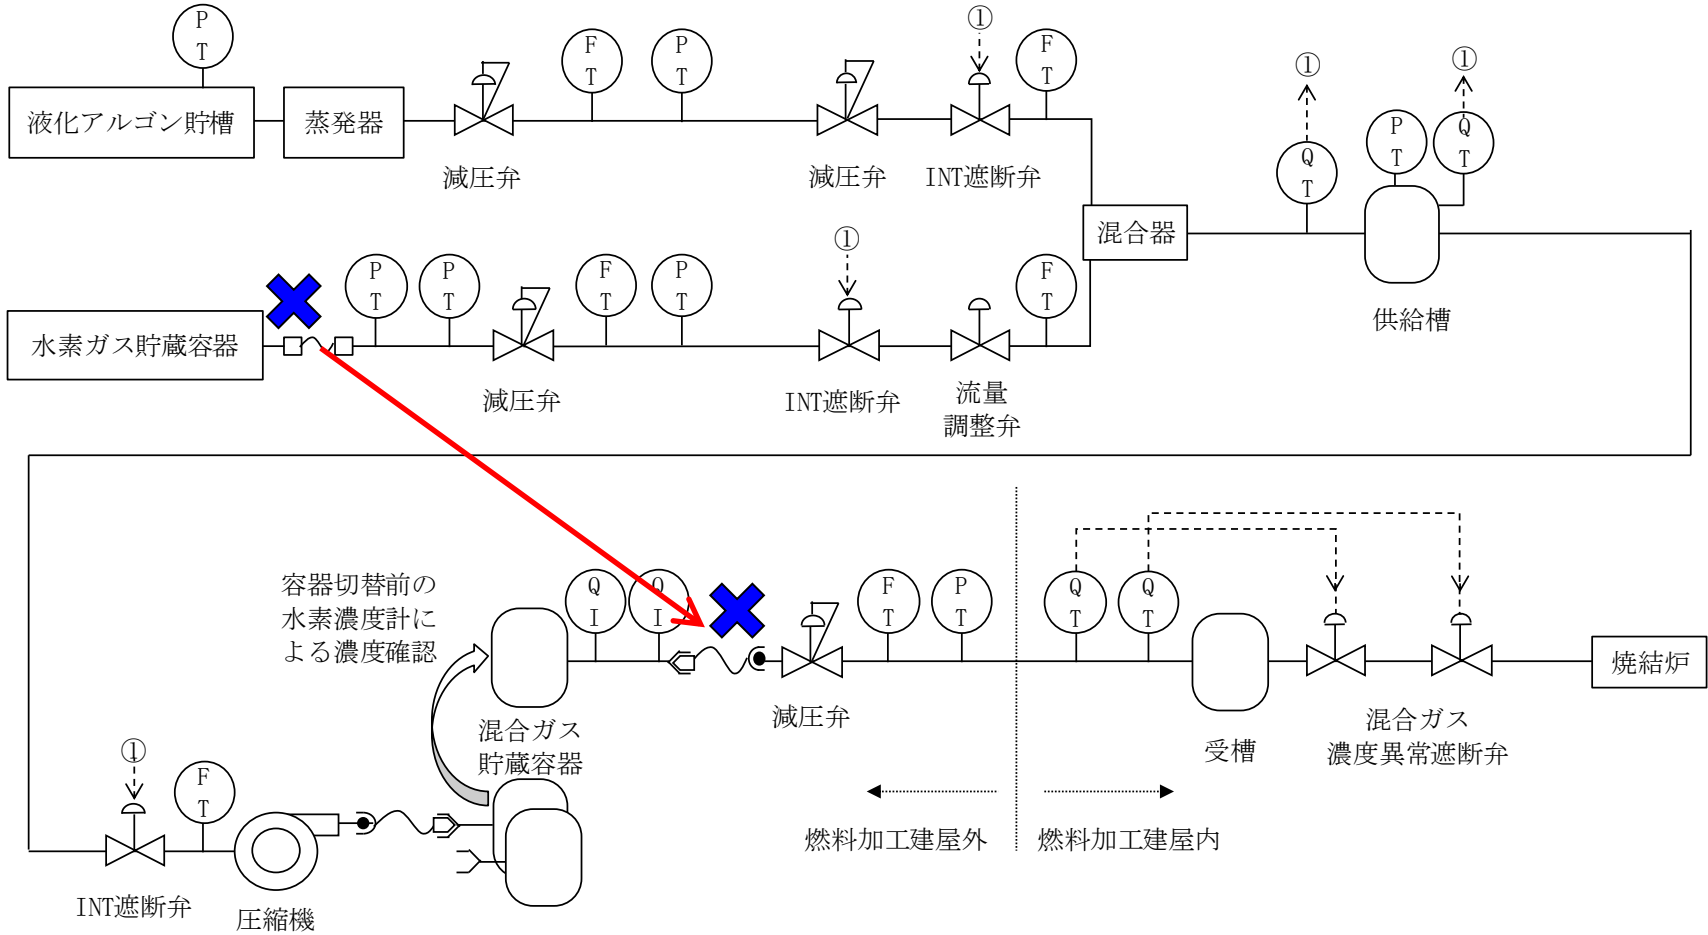 P
T
液化アルゴン貯槽
蒸発器
減圧弁
F
T
P
T
減圧弁
①
INT遮断弁
F
T
混合器
①
Q
T
P
T
①
Q
T
供給槽
水素ガス貯蔵容器
P
T
P
T
減圧弁
F
T
P
T
①
INT遮断弁
流量
調整弁
F
T
容器切替前の
水素濃度計に
よる濃度確認
Q
I
Q
I
減圧弁
F
T
P
T
Q
T
Q
T
受槽
混合ガス
濃度異常遮断弁
焼結炉
混合ガス
貯蔵容器
①
INT遮断弁
F
T
圧縮機
燃料加工建屋外
燃料加工建屋内